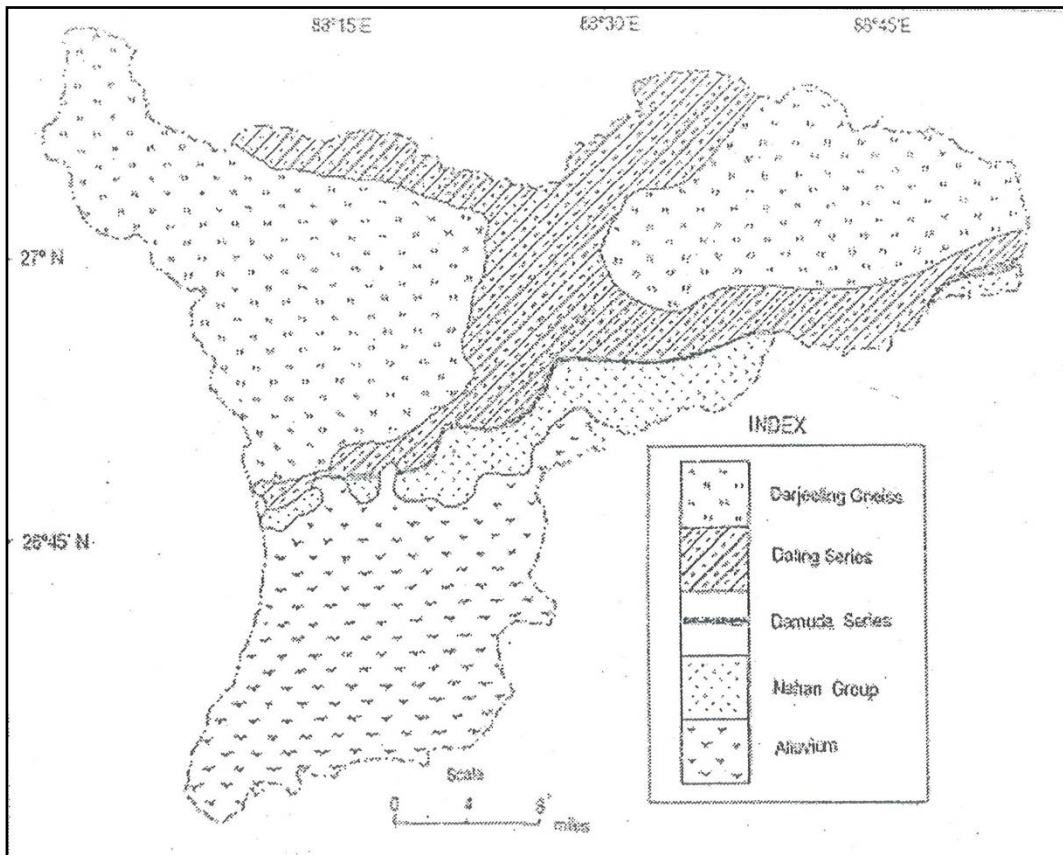 88°15'E 88°30'E 88°45'E
27° N
26°45' N
INDEX
Darjeeling Gneiss
Daling Series
Damuda Series
Nahan Group
Alluvium
Scale
0 4 8
miles